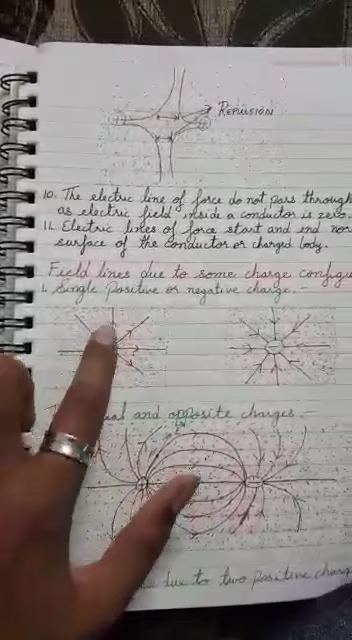 REPULSION
10. The electric line of force do not pass through
as electric field inside a conductor is zero.
11. Electric lines of force start and end nor
surface of the conductor or charged body.
Field lines due to some charge configu
1. Single positive or negative charge. -
ual and opposite charges. -
due to two positive charg